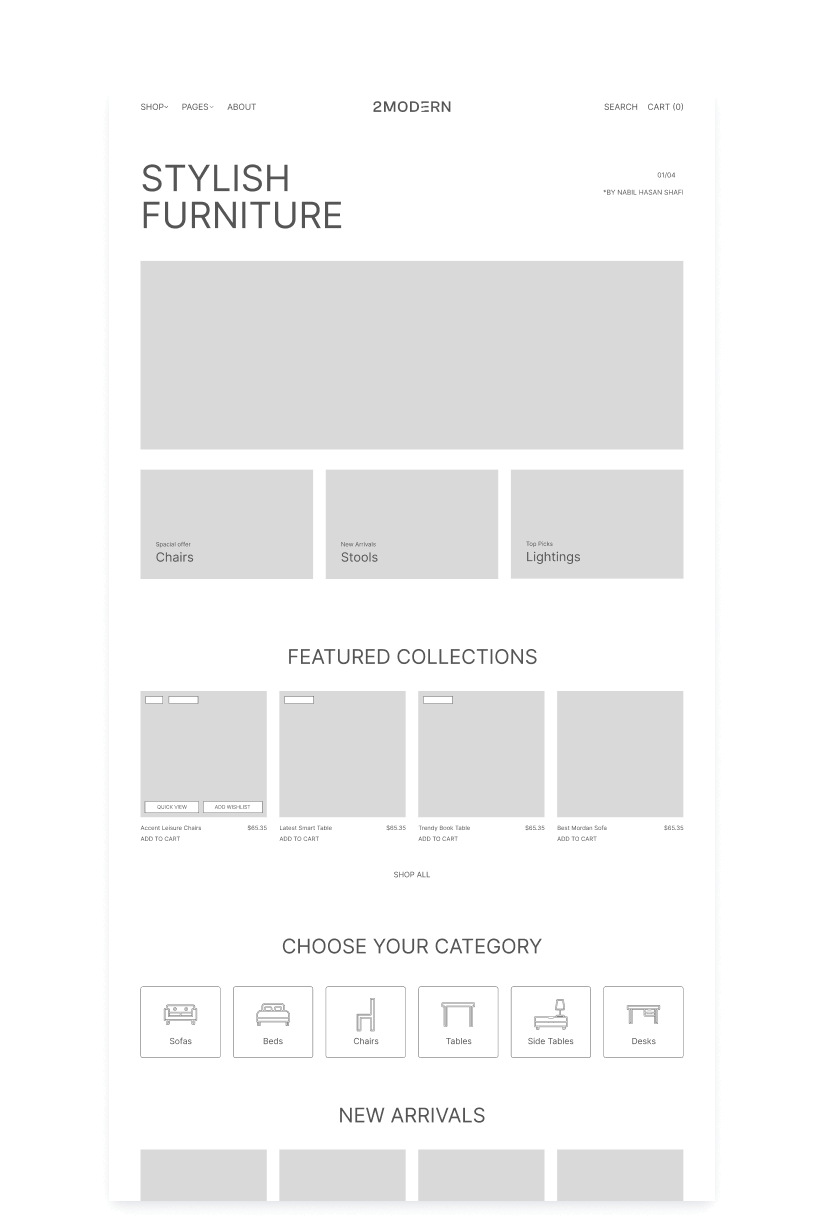 SHOP PAGES ABOUT 2MODERN SEARCH CART (0)
STYLISH
FURNITURE
01/04
*BY NABIL HASAN SHAFI
Spacial offer
Chairs
New Arrivals
Stools
Top Picks
Lightings
FEATURED COLLECTIONS
QUICK VIEW ADD WISHLIST
Accent Leisure Chairs $65.35
ADD TO CART
Latest Smart Table $65.35
ADD TO CART
Trendy Book Table $65.35
ADD TO CART
Best Mordan Sofe $65.35
ADD TO CART
SHOP ALL
CHOOSE YOUR CATEGORY
Sofas Beds Chairs Tables Side Tables Desks
NEW ARRIVALS